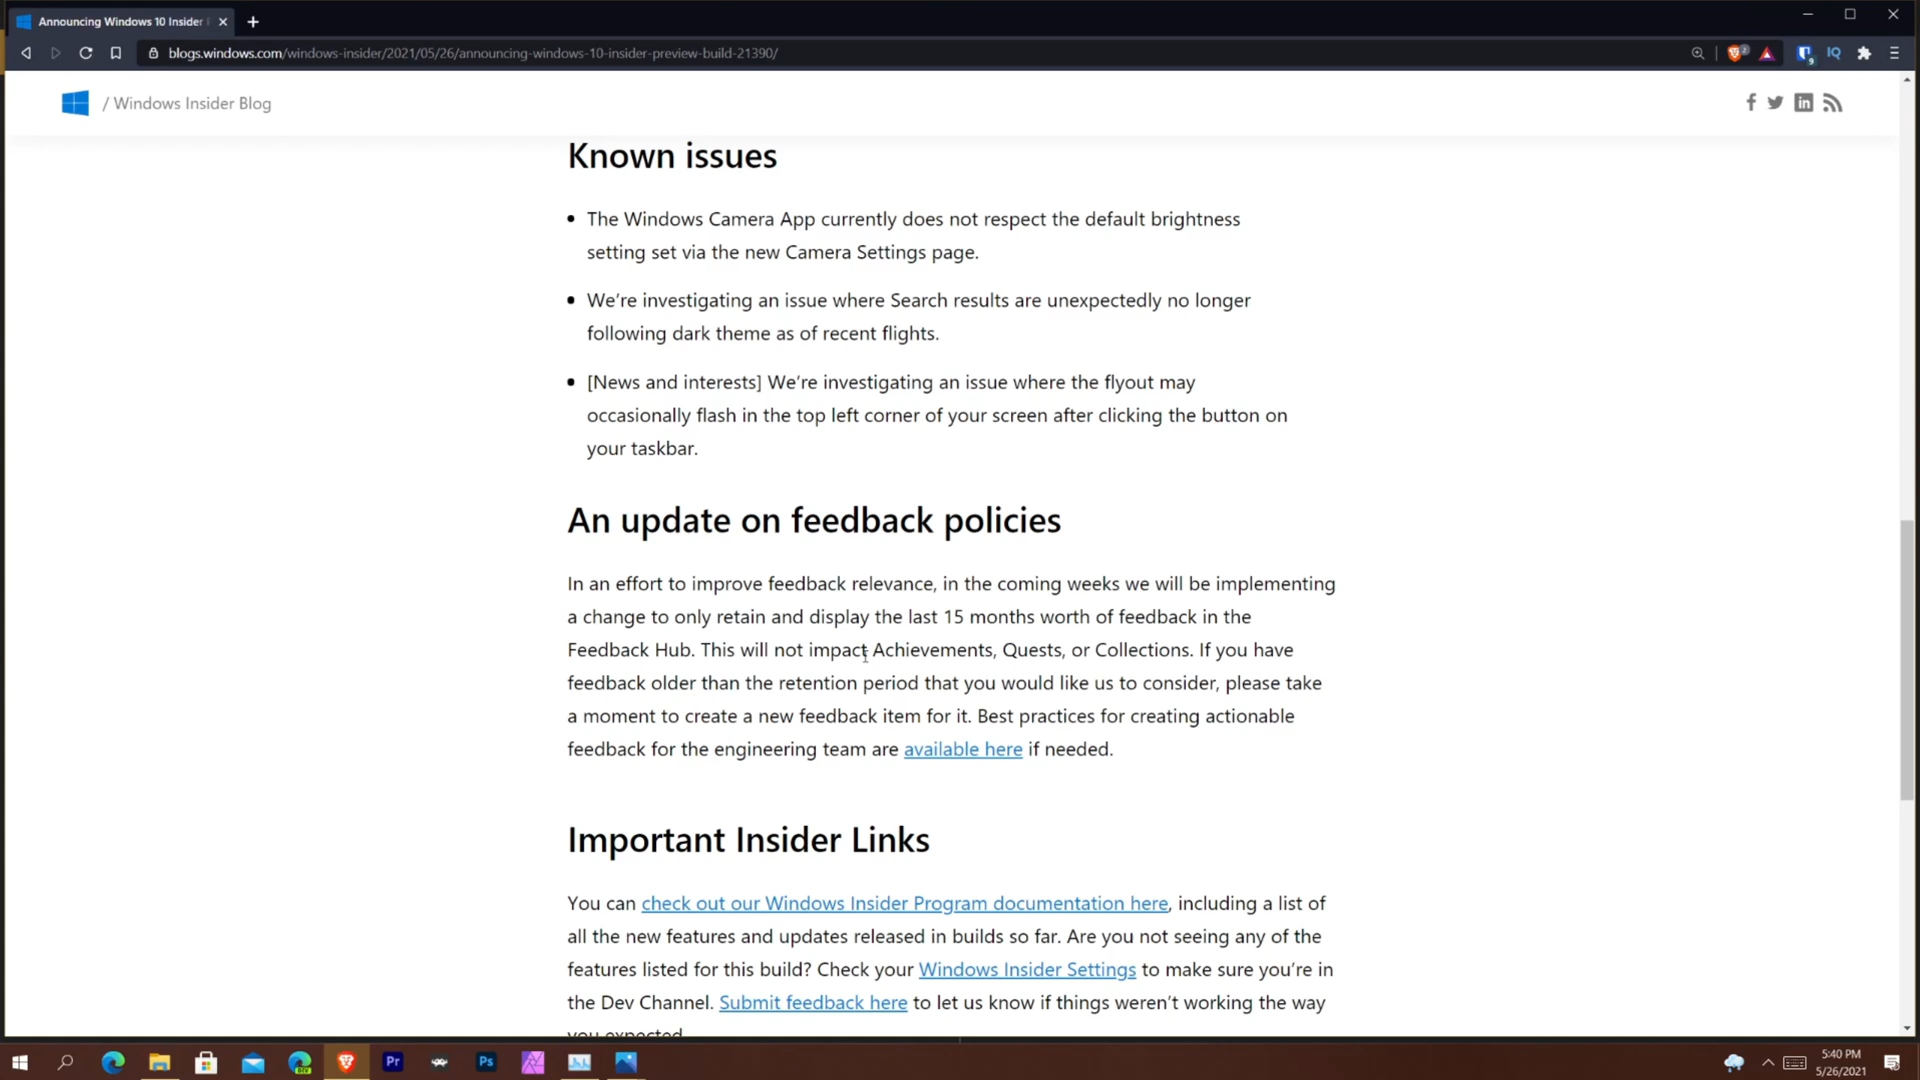 Announcing Windows 10 Insider
blogs.windows.com/windows-insider/2021/05/26/announcing-windows-10-insider-preview-build-21390/
2
9
IQ
/ Windows Insider Blog
Known issues
• The Windows Camera App currently does not respect the default brightness
setting set via the new Camera Settings page.
• We're investigating an issue where Search results are unexpectedly no longer
following dark theme as of recent flights.
• [News and interests] We're investigating an issue where the flyout may
occasionally flash in the top left corner of your screen after clicking the button on
your taskbar.
An update on feedback policies
In an effort to improve feedback relevance, in the coming weeks we will be implementing
a change to only retain and display the last 15 months worth of feedback in the
Feedback Hub. This will not impact Achievements, Quests, or Collections. If you have
feedback older than the retention period that you would like us to consider, please take
a moment to create a new feedback item for it. Best practices for creating actionable
feedback for the engineering team are available here if needed.
Important Insider Links
You can check out our Windows Insider Program documentation here, including a list of
all the new features and updates released in builds so far. Are you not seeing any of the
features listed for this build? Check your Windows Insider Settings to make sure you're in
the Dev Channel. Submit feedback here to let us know if things weren't working the way
you expected.
DEV
Pr
Ps
5:40 PM
5/26/2021